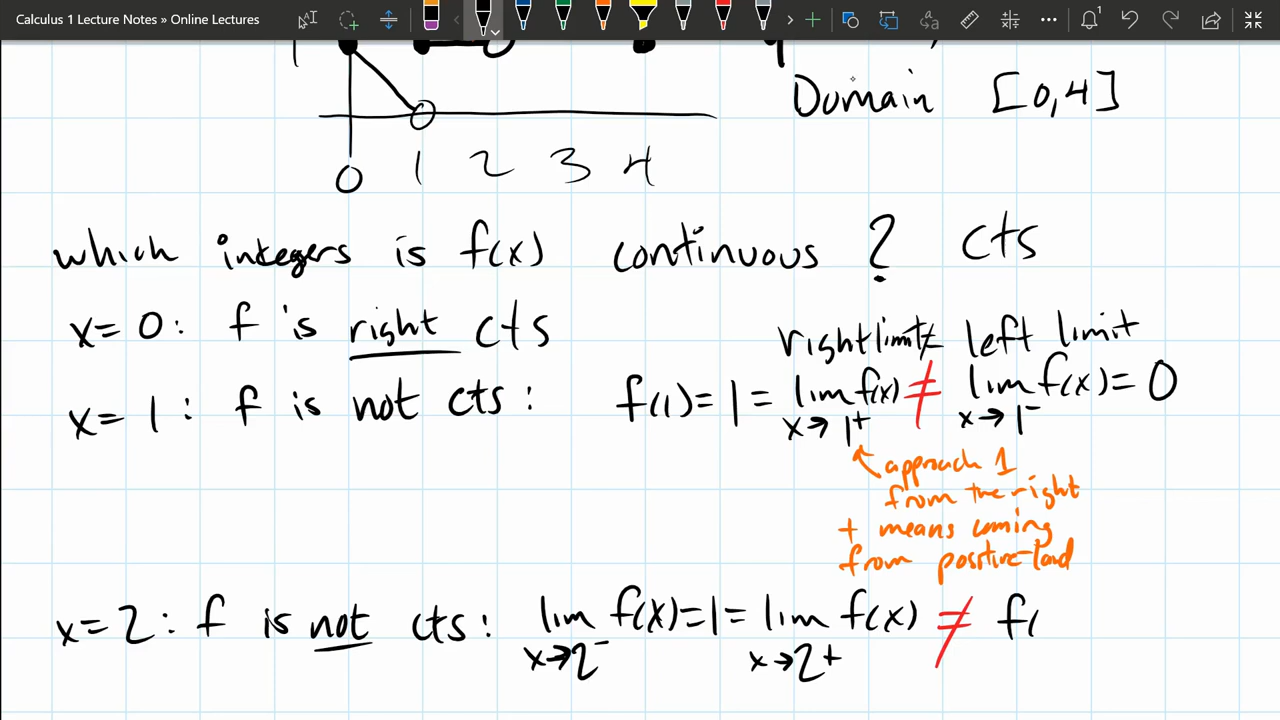 Calculus 1 Lecture Notes » Online Lectures
Domain [0,4]
0 1 2 3 4
which integers is f(x) continuous ? cts
x= 0: f is right cts
right limit ≠ left limit
x= 1: f is not cts: f(1)= 1 = lim x→1⁺ f(x) ≠ lim x→1⁻ f(x)= 0
approach 1
from the right
+ means coming
from positive-land
x= 2: f is not cts: lim x→2⁻ f(x)=1= lim x→2⁺ f(x) ≠ f(